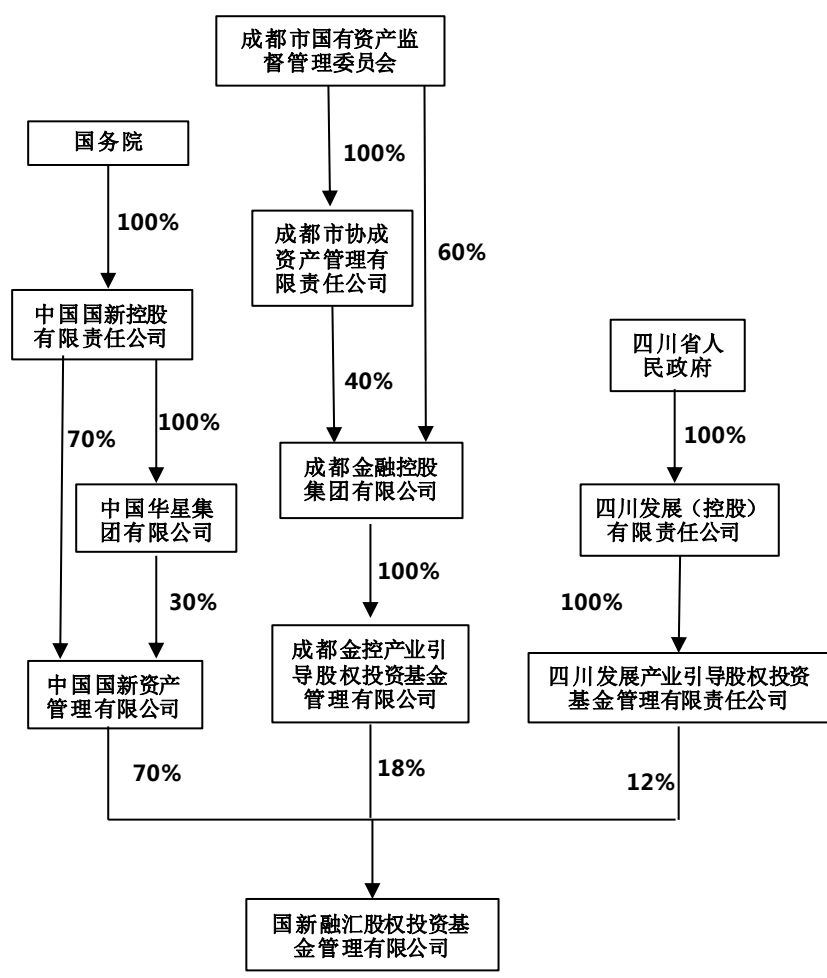 成都市国有资产监
督管理委员会
国务院
100%
60%
100%
成都市协成
资产管理有
限责任公司
中国国新控股
有限责任公司
四川省人
民政府
40%
70%
100%
100%
成都金融控股
集团有限公司
中国华星集
团有限公司
四川发展（控股）
有限责任公司
100%
30%
100%
成都金控产业引
导股权投资基金
管理有限公司
中国国新资产
管理有限公司
四川发展产业引导股权投资
基金管理有限责任公司
70%
18%
12%
国新融汇股权投资基
金管理有限公司